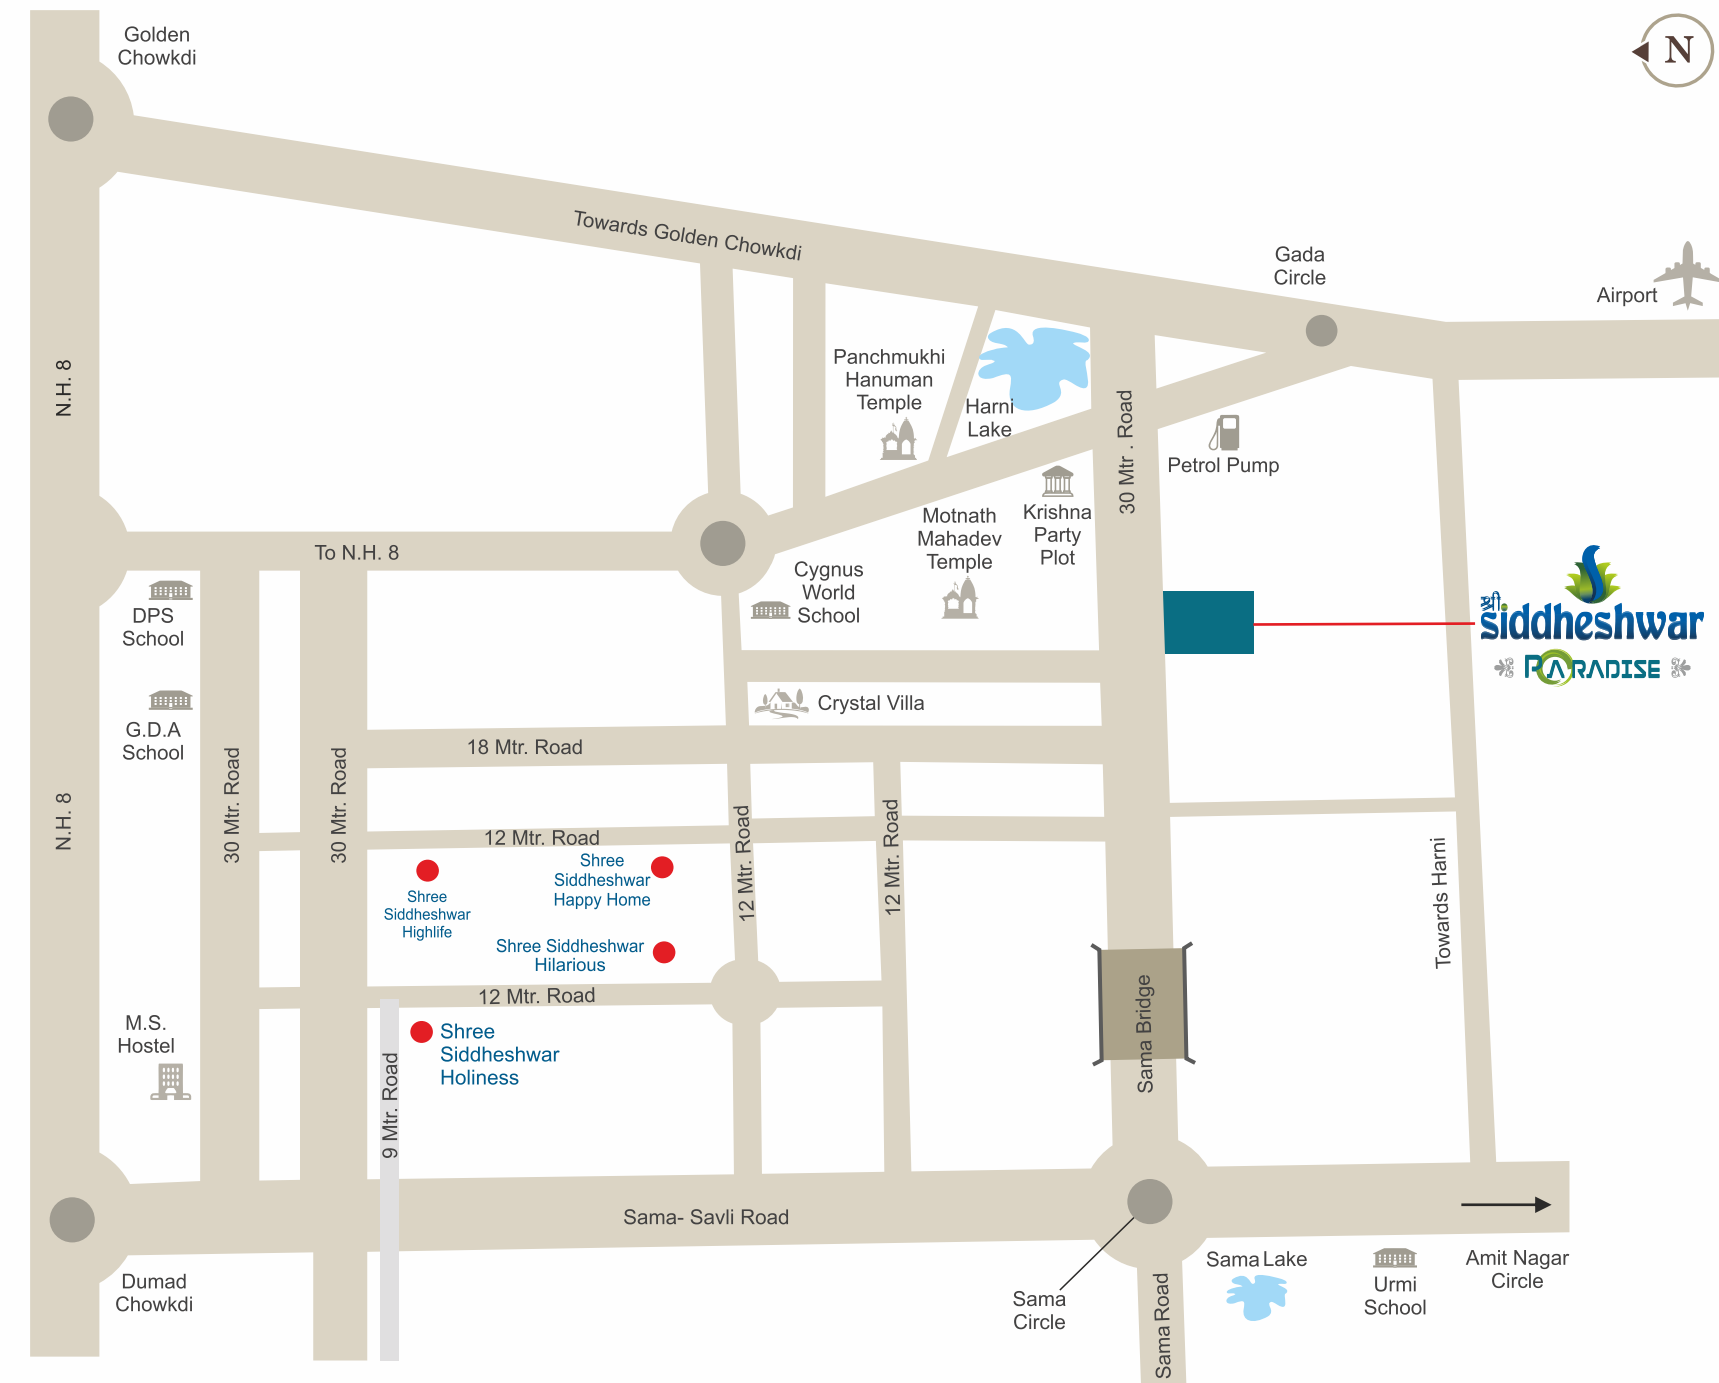 Golden
Chowkdi
N
Towards Golden Chowkdi
Gada
Circle
Airport
N.H. 8
Panchmukhi
Hanuman
Temple
Harni
Lake
30 Mtr . Road
Petrol Pump
To N.H. 8
Motnath
Mahadev
Temple
Krishna
Party
Plot
DPS
School
Cygnus
World
School
श्री
Siddheshwar
PARADISE
G.D.A
School
Crystal Villa
18 Mtr. Road
N.H. 8
30 Mtr. Road
30 Mtr. Road
12 Mtr. Road
12 Mtr. Road
12 Mtr. Road
Shree
Siddheshwar
Highlife
Shree
Siddheshwar
Happy Home
Shree Siddheshwar
Hilarious
Towards Harni
12 Mtr. Road
M.S.
Hostel
Shree
Siddheshwar
Holiness
9 Mtr. Road
Sama Bridge
Sama- Savli Road
Dumad
Chowkdi
Sama
Circle
Sama Road
Sama Lake
Urmi
School
Amit Nagar
Circle